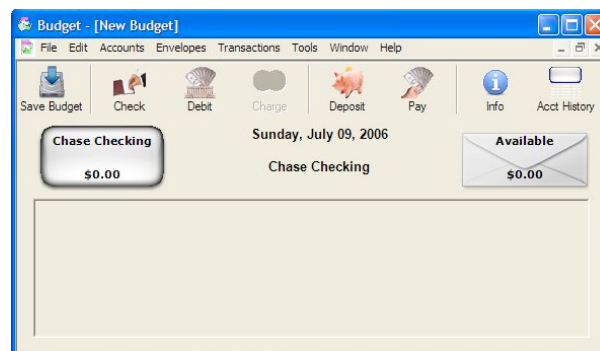 Budget - [New Budget]
File Edit Accounts Envelopes Transactions Tools Window Help
Save Budget Check Debit Charge Deposit Pay Info Acct History
Chase Checking
$0.00
Sunday, July 09, 2006
Chase Checking
Available
$0.00